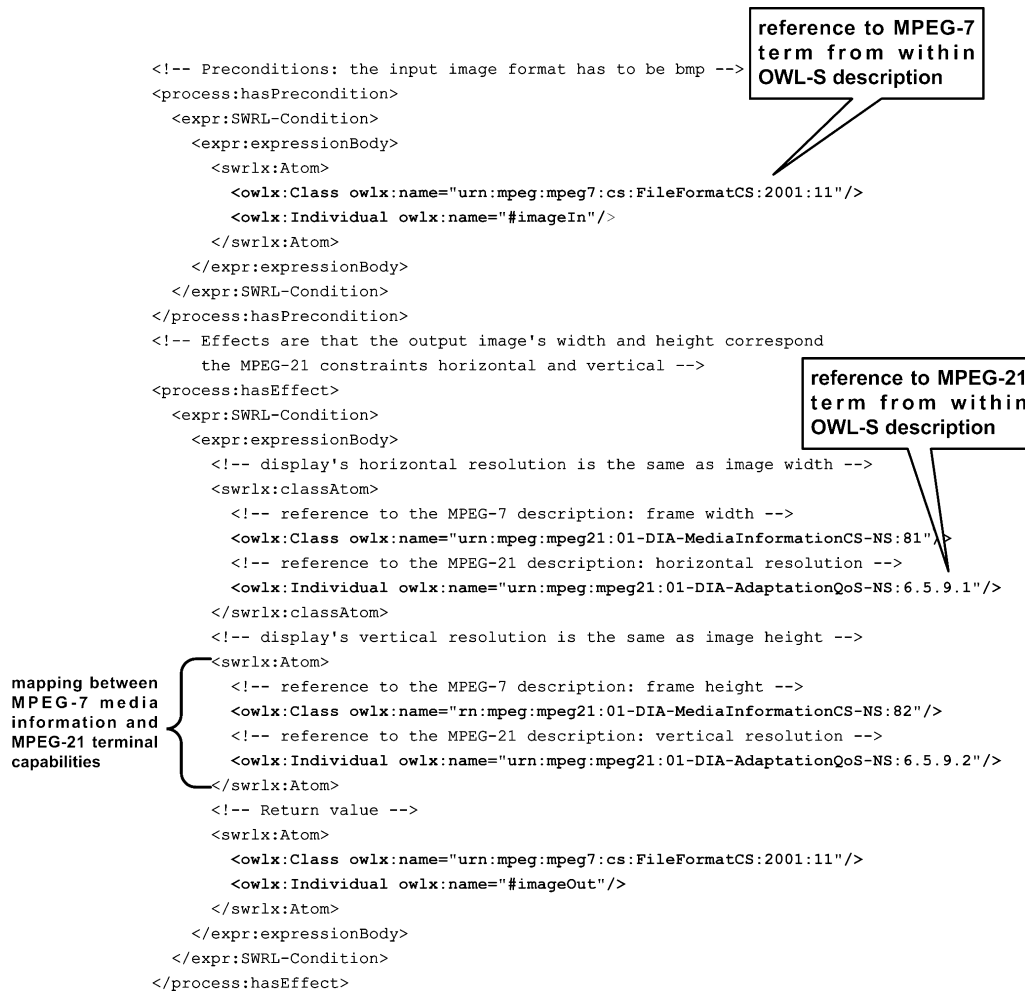 reference to MPEG-7
term from within
OWL-S description
<!-- Preconditions: the input image format has to be bmp -->
<process:hasPrecondition>
<expr:SWRL-Condition>
<expr:expressionBody>
<swrlx:Atom>
<owlx:Class owlx:name="urn:mpeg:mpeg7:cs:FileFormatCS:2001:11"/>
<owlx:Individual owlx:name="#imageIn"/>
</swrlx:Atom>
</expr:expressionBody>
</expr:SWRL-Condition>
</process:hasPrecondition>
<!-- Effects are that the output image's width and height correspond
the MPEG-21 constraints horizontal and vertical -->
reference to MPEG-21
term from within
OWL-S description
<process:hasEffect>
<expr:SWRL-Condition>
<expr:expressionBody>
<!-- display's horizontal resolution is the same as image width -->
<swrlx:classAtom>
<!-- reference to the MPEG-7 description: frame width -->
<owlx:Class owlx:name="urn:mpeg:mpeg21:01-DIA-MediaInformationCS-NS:81"/>
<!-- reference to the MPEG-21 description: horizontal resolution -->
<owlx:Individual owlx:name="urn:mpeg:mpeg21:01-DIA-AdaptationQoS-NS:6.5.9.1"/>
</swrlx:classAtom>
<!-- display's vertical resolution is the same as image height -->
mapping between
MPEG-7 media
information and
MPEG-21 terminal
capabilities
<swrlx:Atom>
<!-- reference to the MPEG-7 description: frame height -->
<owlx:Class owlx:name="rn:mpeg:mpeg21:01-DIA-MediaInformationCS-NS:82"/>
<!-- reference to the MPEG-21 description: vertical resolution -->
<owlx:Individual owlx:name="urn:mpeg:mpeg21:01-DIA-AdaptationQoS-NS:6.5.9.2"/>
</swrlx:Atom>
<!-- Return value -->
<swrlx:Atom>
<owlx:Class owlx:name="urn:mpeg:mpeg7:cs:FileFormatCS:2001:11"/>
<owlx:Individual owlx:name="#imageOut"/>
</swrlx:Atom>
</expr:expressionBody>
</expr:SWRL-Condition>
</process:hasEffect>